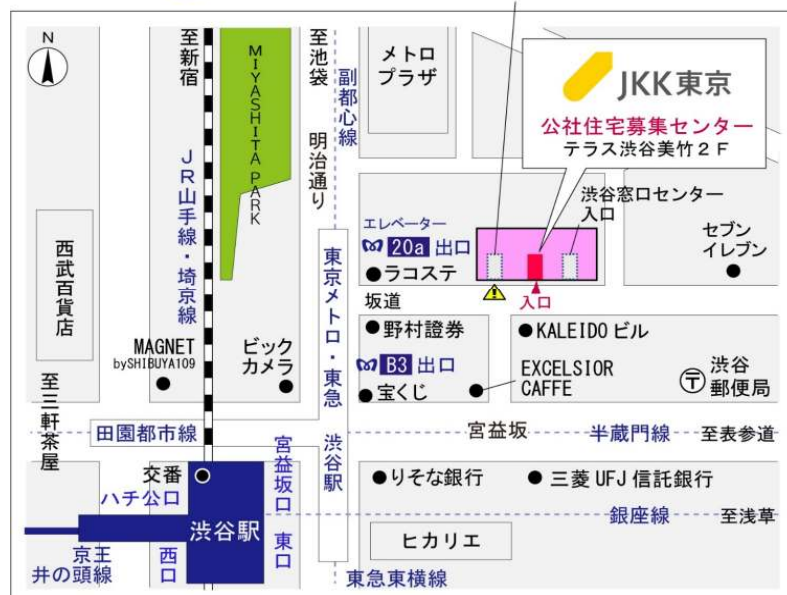 N
至新宿
MIYASHITA PARK
至池袋
明治通り
副都心線
メトロ
プラザ
JKK東京
公社住宅募集センター
テラス渋谷美竹2F
渋谷窓口センター
入口
JR山手線・埼京線
西武百貨店
エレベーター
20a 出口
ラコステ
入口
セブン
イレブン
坂道
東京メトロ・東急 渋谷駅
MAGNET
bySHIBUYA109
ビック
カメラ
野村證券
KALEIDO ビル
B3 出口
宝くじ
EXCELSIOR
CAFFE
〒
渋谷
郵便局
至三軒茶屋
田園都市線
宮益坂
半蔵門線
至表参道
交番
ハチ公口
宮益坂口
りそな銀行
三菱UFJ信託銀行
渋谷駅
銀座線
至浅草
京王
井の頭線
西口
東口
ヒカリエ
東急東横線